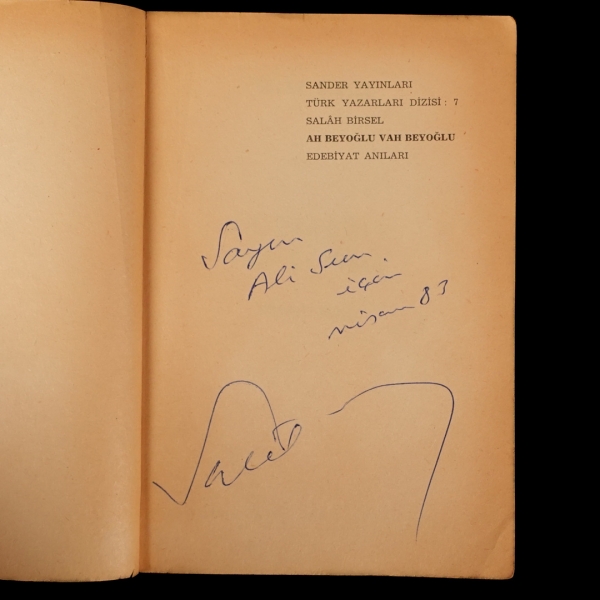 SANDER YAYINLARI
TÜRK YAZARLARI DİZİSİ : 7
SALÂH BİRSEL
AH BEYOĞLU VAH BEYOĞLU
EDEBİYAT ANILARI
Sayın
Ali
için
nisan 83
Salâh